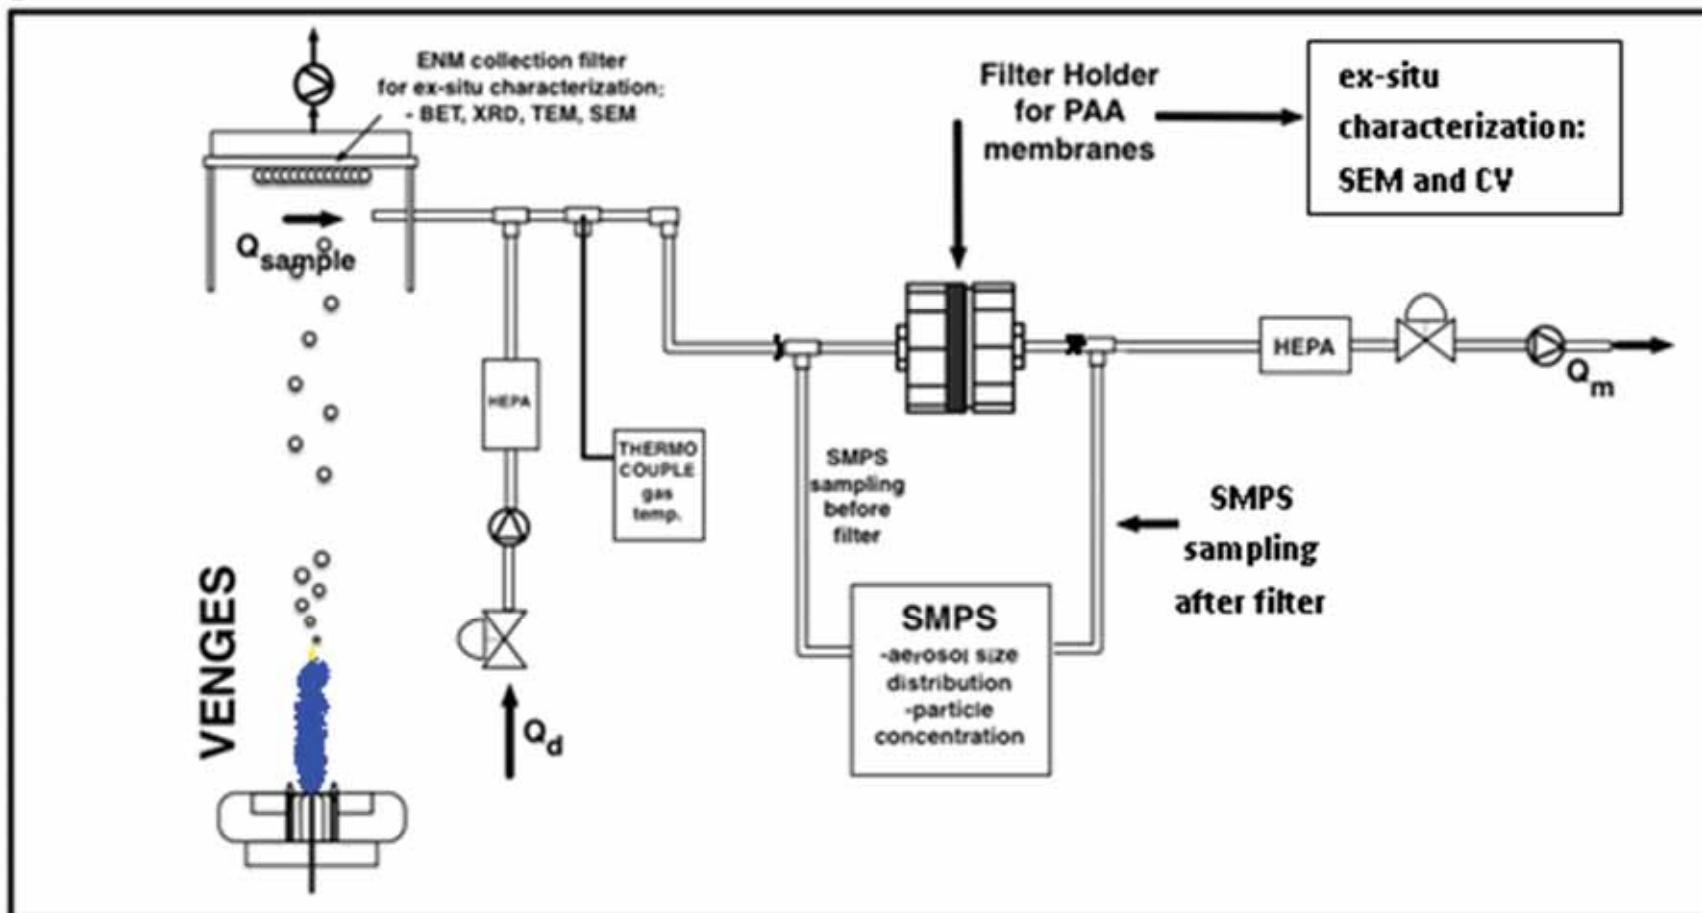 ENM collection filter
for ex-situ characterization;
- BET, XRD, TEM, SEM
Filter Holder
for PAA
membranes
ex-situ
characterization:
SEM and CV
Qsample
HEPA
THERMO
COUPLE
gas
temp.
HEPA
Qm
SMPS
sampling
before
filter
SMPS
sampling
after filter
VENGES
Qd
SMPS
-aerosol size
distribution
-particle
concentration